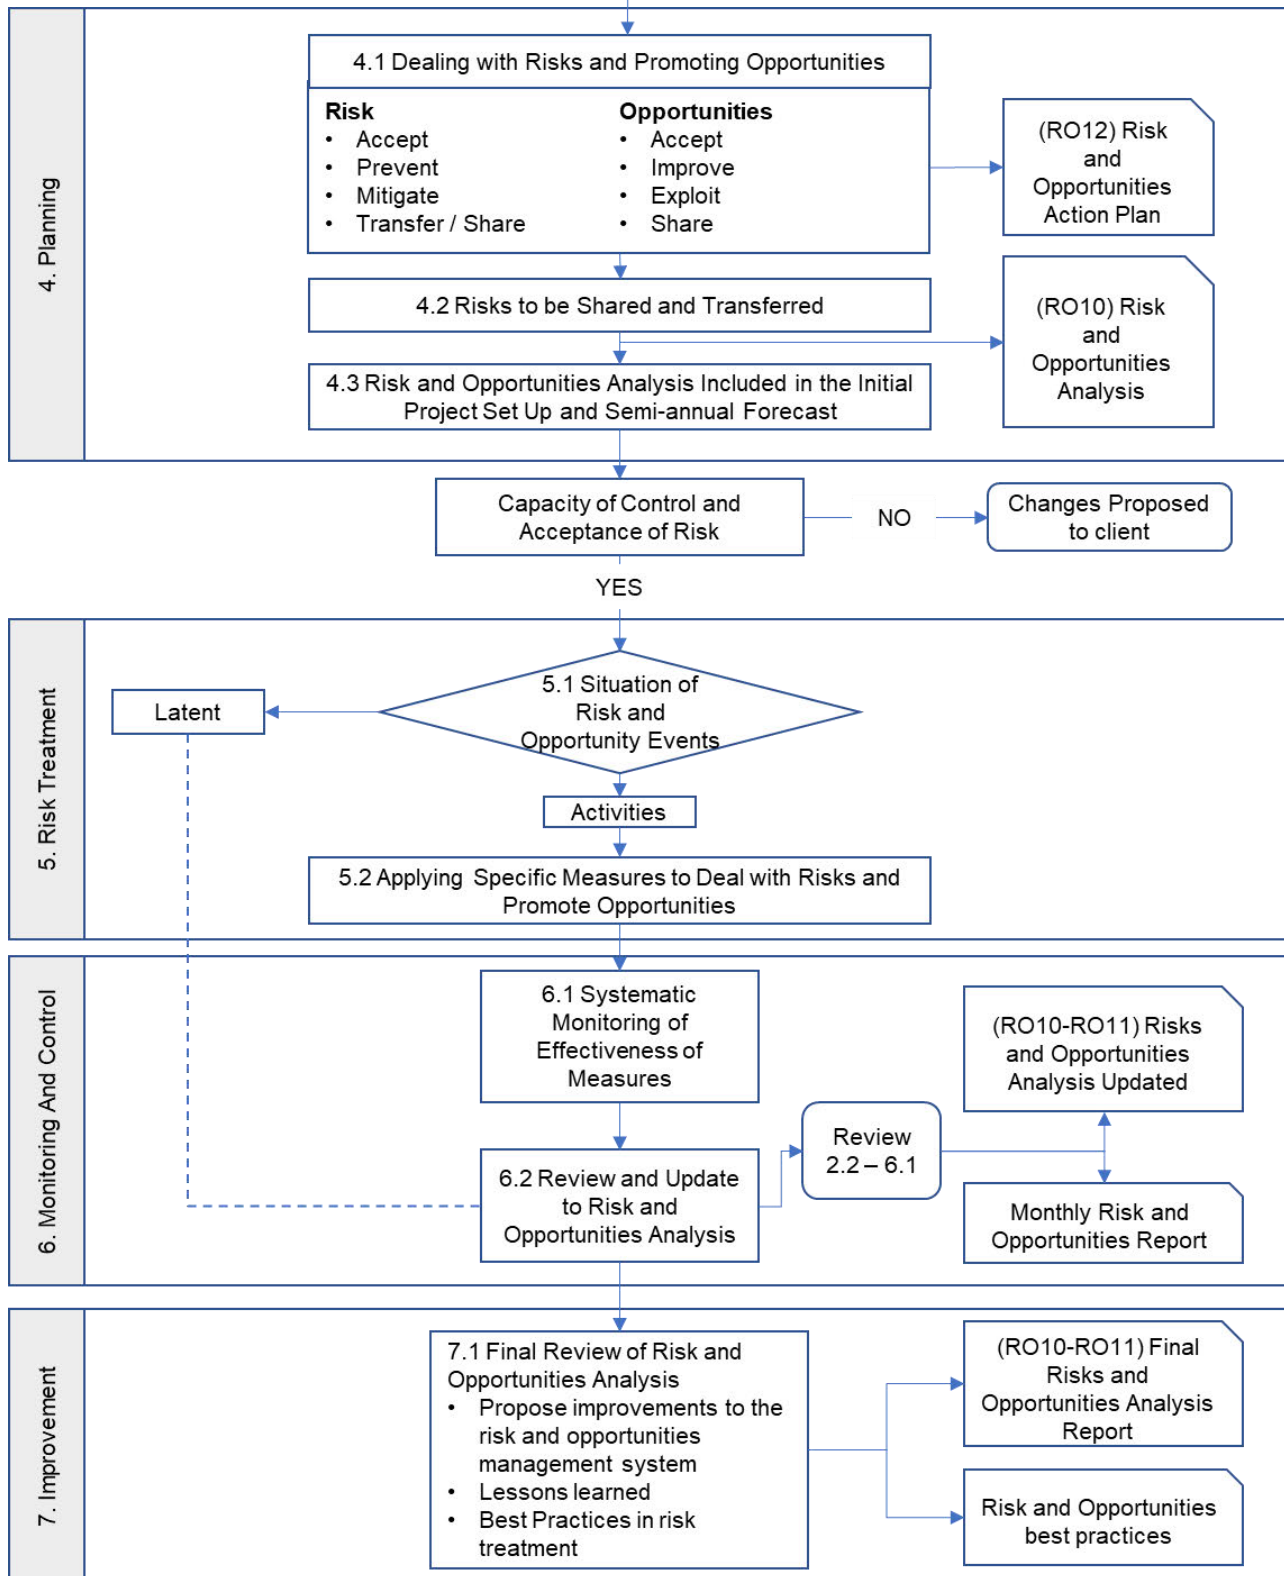 4. Planning
4.1 Dealing with Risks and Promoting Opportunities
Risk
• Accept
• Prevent
• Mitigate
• Transfer / Share
Opportunities
• Accept
• Improve
• Exploit
• Share
(RO12) Risk
and
Opportunities
Action Plan
4.2 Risks to be Shared and Transferred
(RO10) Risk
and
Opportunities
Analysis
4.3 Risk and Opportunities Analysis Included in the Initial
Project Set Up and Semi-annual Forecast
Capacity of Control and
Acceptance of Risk
NO
Changes Proposed
to client
YES
5. Risk Treatment
5.1 Situation of
Risk and
Opportunity Events
Latent
Activities
5.2 Applying Specific Measures to Deal with Risks and
Promote Opportunities
6. Monitoring And Control
6.1 Systematic
Monitoring of
Effectiveness of
Measures
(RO10-RO11) Risks
and Opportunities
Analysis Updated
Review
2.2 – 6.1
6.2 Review and Update
to Risk and
Opportunities Analysis
Monthly Risk and
Opportunities Report
7. Improvement
7.1 Final Review of Risk and
Opportunities Analysis
• Propose improvements to the
risk and opportunities
management system
• Lessons learned
• Best Practices in risk
treatment
(RO10-RO11) Final
Risks and
Opportunities Analysis
Report
Risk and Opportunities
best practices